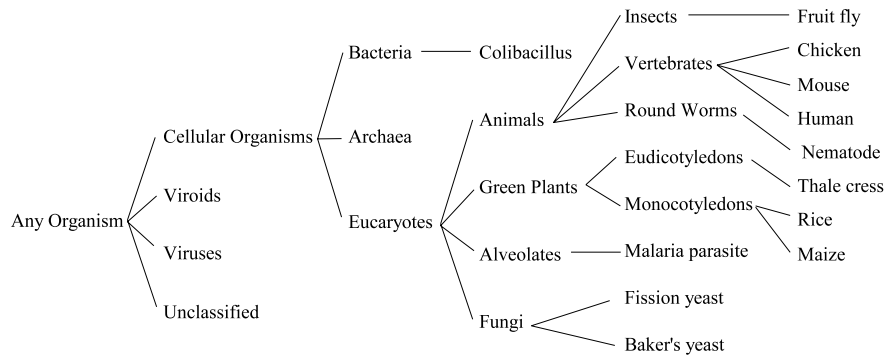 Insects
Fruit fly
Bacteria
Colibacillus
Vertebrates
Chicken
Mouse
Cellular Organisms
Archaea
Animals
Round Worms
Human
Nematode
Viroids
Green Plants
Eudicotyledons
Thale cress
Any Organism
Eucaryotes
Monocotyledons
Rice
Viruses
Alveolates
Malaria parasite
Maize
Unclassified
Fungi
Fission yeast
Baker's yeast